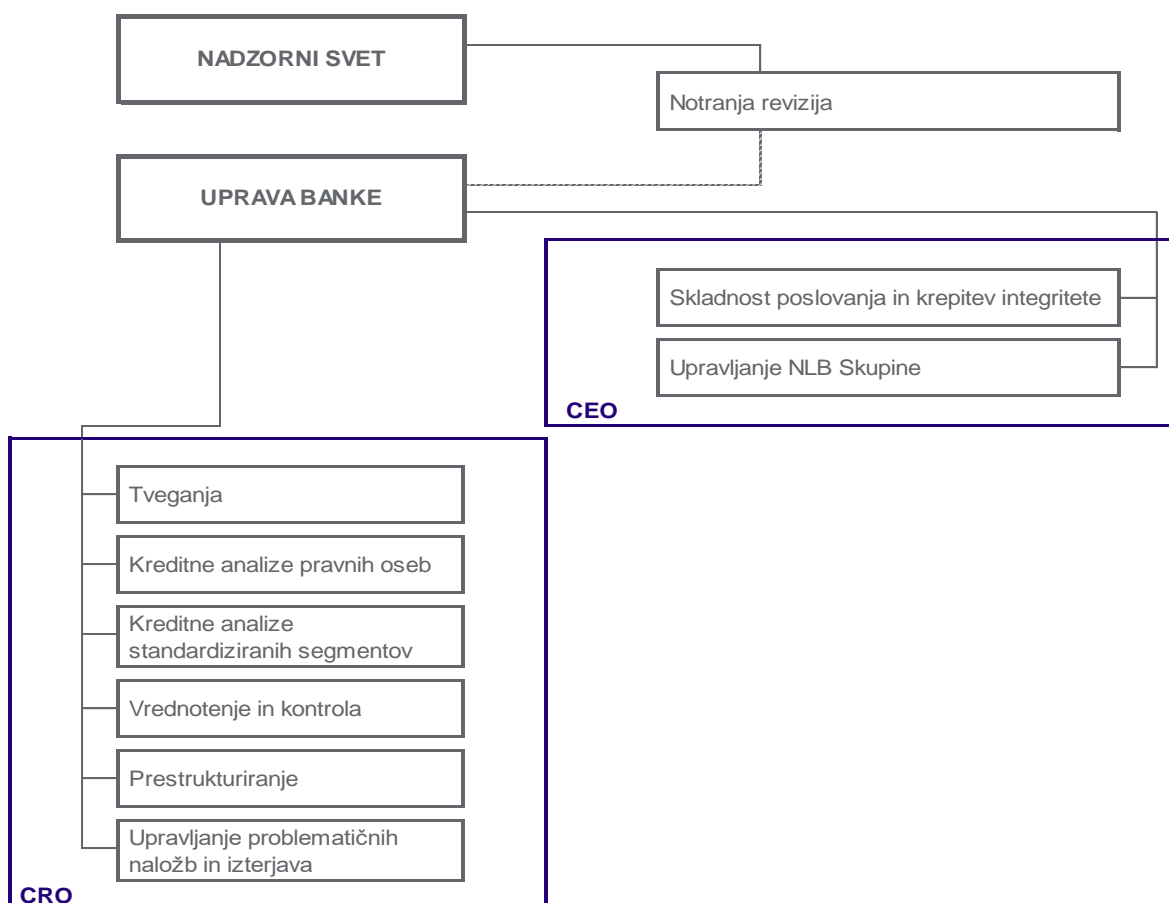 NADZORNI SVET
Notranja revizija
UPRAVA BANKE
Skladnost poslovanja in krepitev integritete
Upravljanje NLB Skupine
CEO
Tveganja
Kreditne analize pravnih oseb
Kreditne analize
standardiziranih segmentov
Vrednotenje in kontrola
Prestrukturiranje
Upravljanje problematičnih
naložb in izterjava
CRO